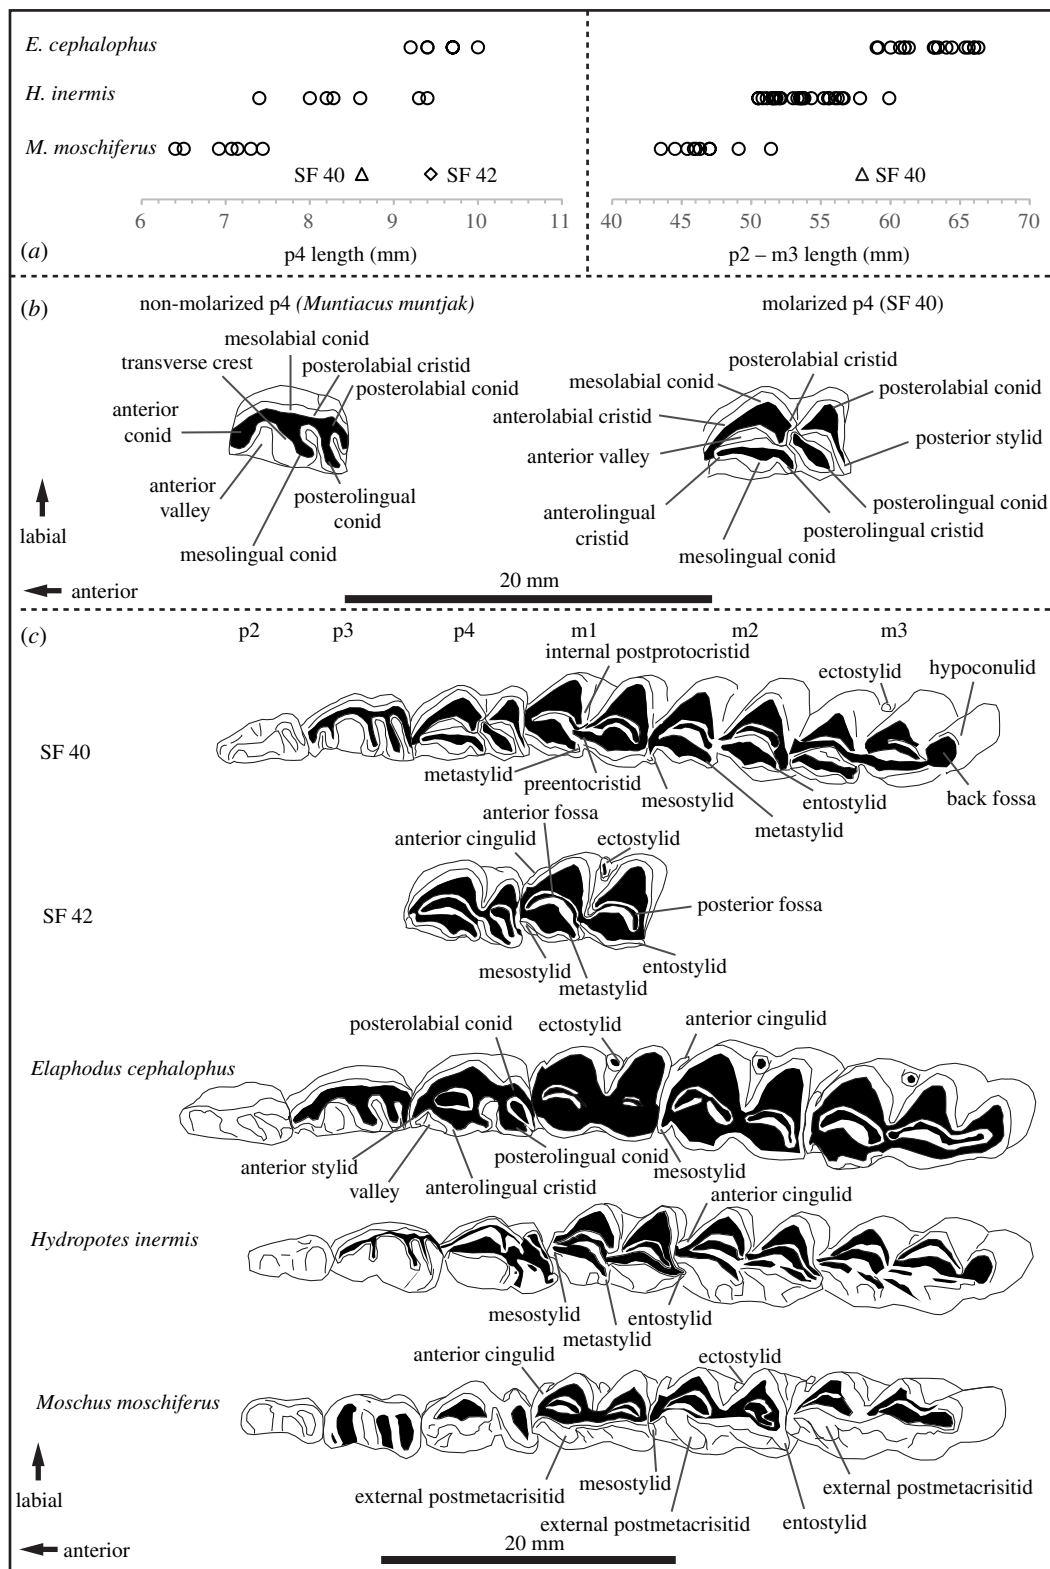 E. cephalophus
H. inermis
M. moschiferus
SF 40
SF 42
SF 40
6 7 8 9 10 11
40 45 50 55 60 65 70
(a)
p4 length (mm)
p2 – m3 length (mm)
(b)
non-molarized p4 (Muntiacus muntjak)
molarized p4 (SF 40)
mesolabial conid
transverse crest
posterolabial cristid
posterolabial conid
anterior
conid
anterior
valley
posterolingual
conid
mesolingual conid
posterolabial cristid
mesolabial conid
posterolabial conid
anterolabial cristid
posterior stylid
anterior valley
anterolingual
cristid
posterolingual conid
posterolingual cristid
mesolingual conid
labial
anterior
20 mm
(c)
p2 p3 p4 m1 m2 m3
internal postprotocristid
ectostylid
hypoconulid
SF 40
metastylid
preentocristid
mesostylid
entostylid
metastylid
back fossa
anterior fossa
anterior cingulid
ectostylid
SF 42
posterior fossa
mesostylid
metastylid
entostylid
posterolabial conid
ectostylid
anterior cingulid
Elaphodus cephalophus
anterior stylid
valley
anterolingual cristid
posterolingual conid
mesostylid
anterior cingulid
Hydropotes inermis
mesostylid
metastylid
entostylid
anterior cingulid
ectostylid
Moschus moschiferus
external postmetacrisitid
mesostylid
external postmetacrisitid
entostylid
external postmetacrisitid
labial
anterior
20 mm